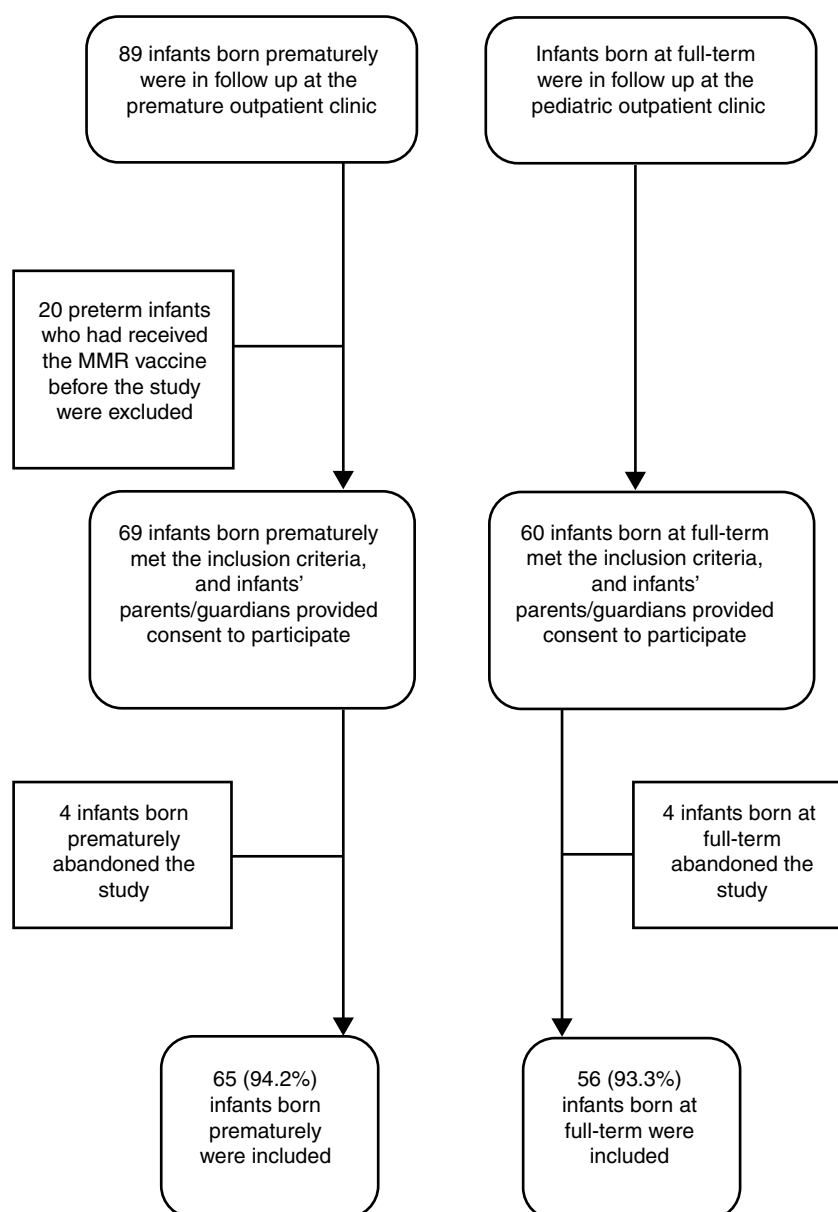 89 infants born prematurely
were in follow up at the
premature outpatient clinic
Infants born at full-term
were in follow up at the
pediatric outpatient clinic
20 preterm infants
who had received
the MMR vaccine
before the study
were excluded
69 infants born prematurely
met the inclusion criteria,
and infants’
parents/guardians provided
consent to participate
60 infants born at full-term
met the inclusion criteria,
and infants’
parents/guardians provided
consent to participate
4 infants born
prematurely
abandoned the
study
4 infants born at
full-term
abandoned the
study
65 (94.2%)
infants born
prematurely
were included
56 (93.3%)
infants born at
full-term were
included